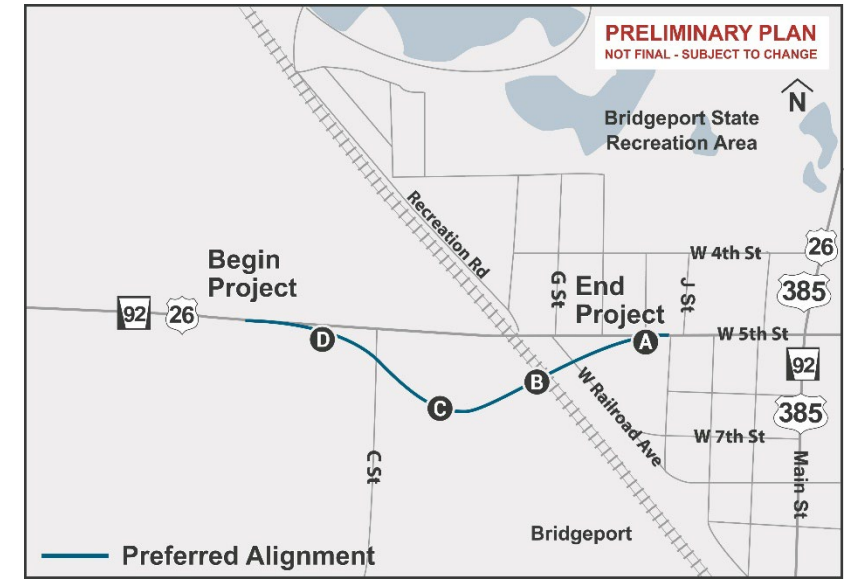 PRELIMINARY PLAN
NOT FINAL - SUBJECT TO CHANGE
N
Bridgeport State
Recreation Area
Recreation Rd
W 4th St
26
Begin
Project
G St
End
Project
J St
385
92
26
D
A
W 5th St
B
92
C
W Railroad Ave
385
W 7th St
C St
Main St
Bridgeport
Preferred Alignment